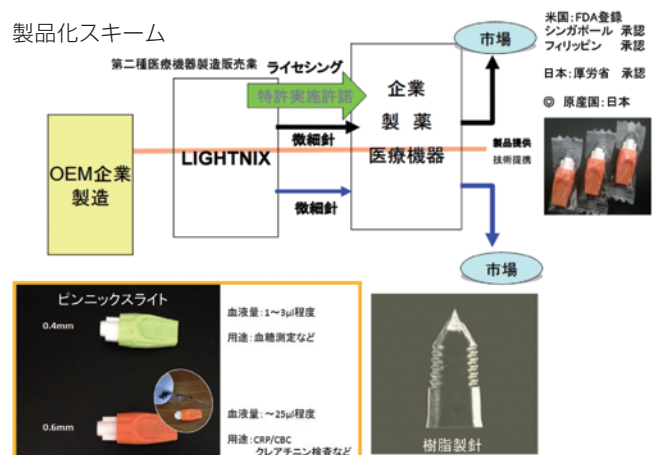 製品化スキーム
第二種医療機器製造販売業
ライセシング
特許実施許諾
微細針
OEM企業
製造
LIGHTNIX
微細針
企業
製薬
医療機器
市場
製品提供
技術提携
市場
米国:FDA登録
シンガポール 承認
フィリッピン 承認
日本:厚労省 承認
◎ 原産国:日本
ピンニックスライト
0.4mm
血液量:1〜3μl程度
用途:血糖測定など
0.6mm
血液量:〜25μl程度
用途:CRP/CBC
クレアチニン検査など
樹脂製針